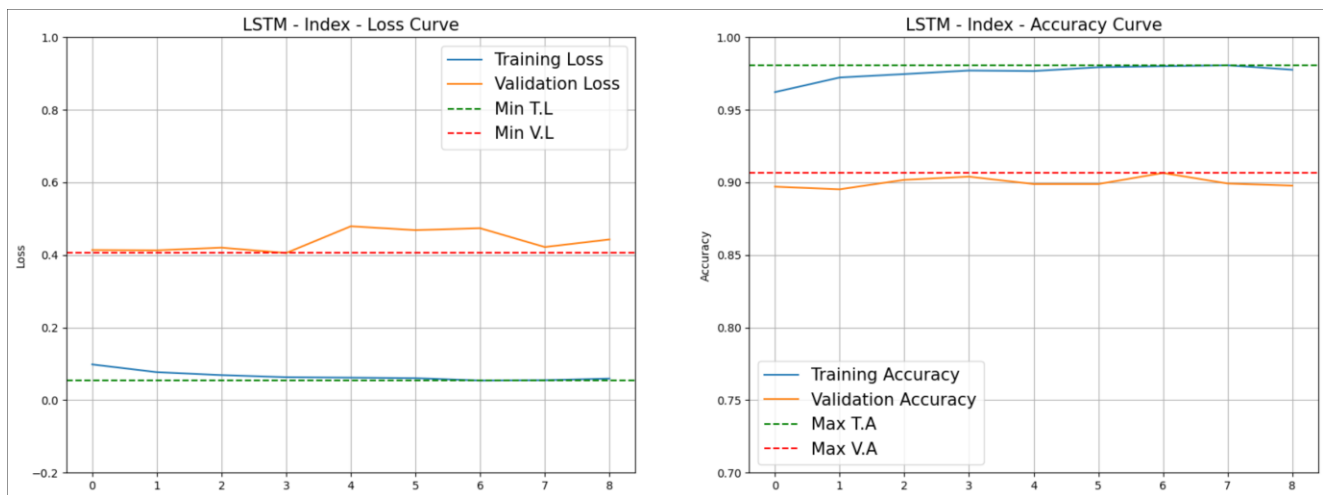 LSTM - Index - Loss Curve
1.0
0.8
0.6
0.4
0.2
0.0
−0.2
Loss
Training Loss
Validation Loss
Min T.L
Min V.L
0 1 2 3 4 5 6 7 8
LSTM - Index - Accuracy Curve
1.00
0.95
0.90
0.85
0.80
0.75
0.70
Accuracy
Training Accuracy
Validation Accuracy
Max T.A
Max V.A
0 1 2 3 4 5 6 7 8